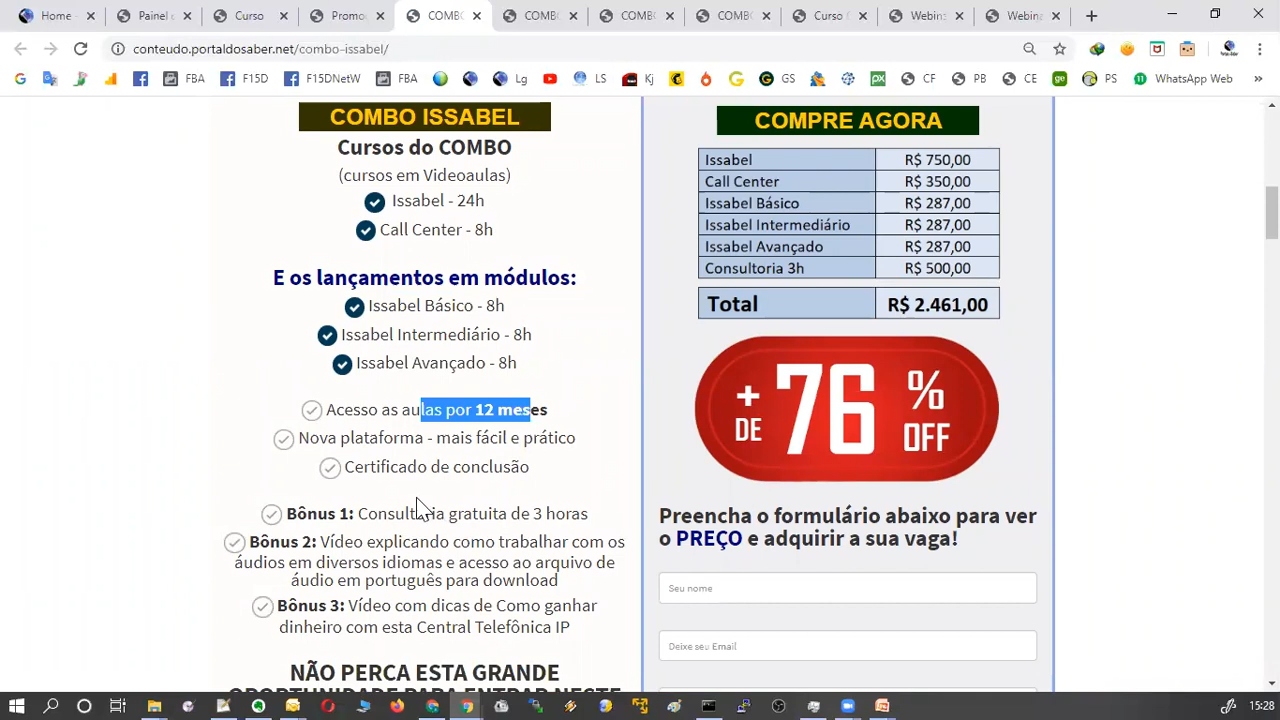 Home -
Painel d
Curso
Promo
COMBO
COMBO
COMBO
COMBO
Curso
Webin
Webina
conteudo.portaldosaber.net/combo-issabel/
FBA
F15D
F15DNetW
FBA
Lg
LS
Kj
GS
CF
PB
CE
PS
WhatsApp Web
COMBO ISSABEL
Cursos do COMBO
(cursos em Videoaulas)
Issabel - 24h
Call Center - 8h
E os lançamentos em módulos:
Issabel Básico - 8h
Issabel Intermediário - 8h
Issabel Avançado - 8h
Acesso as aulas por 12 meses
Nova plataforma - mais fácil e prático
Certificado de conclusão
Bônus 1: Consultoria gratuita de 3 horas
Bônus 2: Vídeo explicando como trabalhar com os
áudios em diversos idiomas e acesso ao arquivo de
áudio em português para download
Bônus 3: Vídeo com dicas de Como ganhar
dinheiro com esta Central Telefônica IP
NÃO PERCA ESTA GRANDE
OPORTUNIDADE PARA ENTRAR NESTE
COMPRE AGORA
Issabel R$ 750,00
Call Center R$ 350,00
Issabel Básico R$ 287,00
Issabel Intermediário R$ 287,00
Issabel Avançado R$ 287,00
Consultoria 3h R$ 500,00
Total R$ 2.461,00
+ DE 76 % OFF
Preencha o formulário abaixo para ver
o PREÇO e adquirir a sua vaga!
Seu nome
Deixe seu Email
15:28